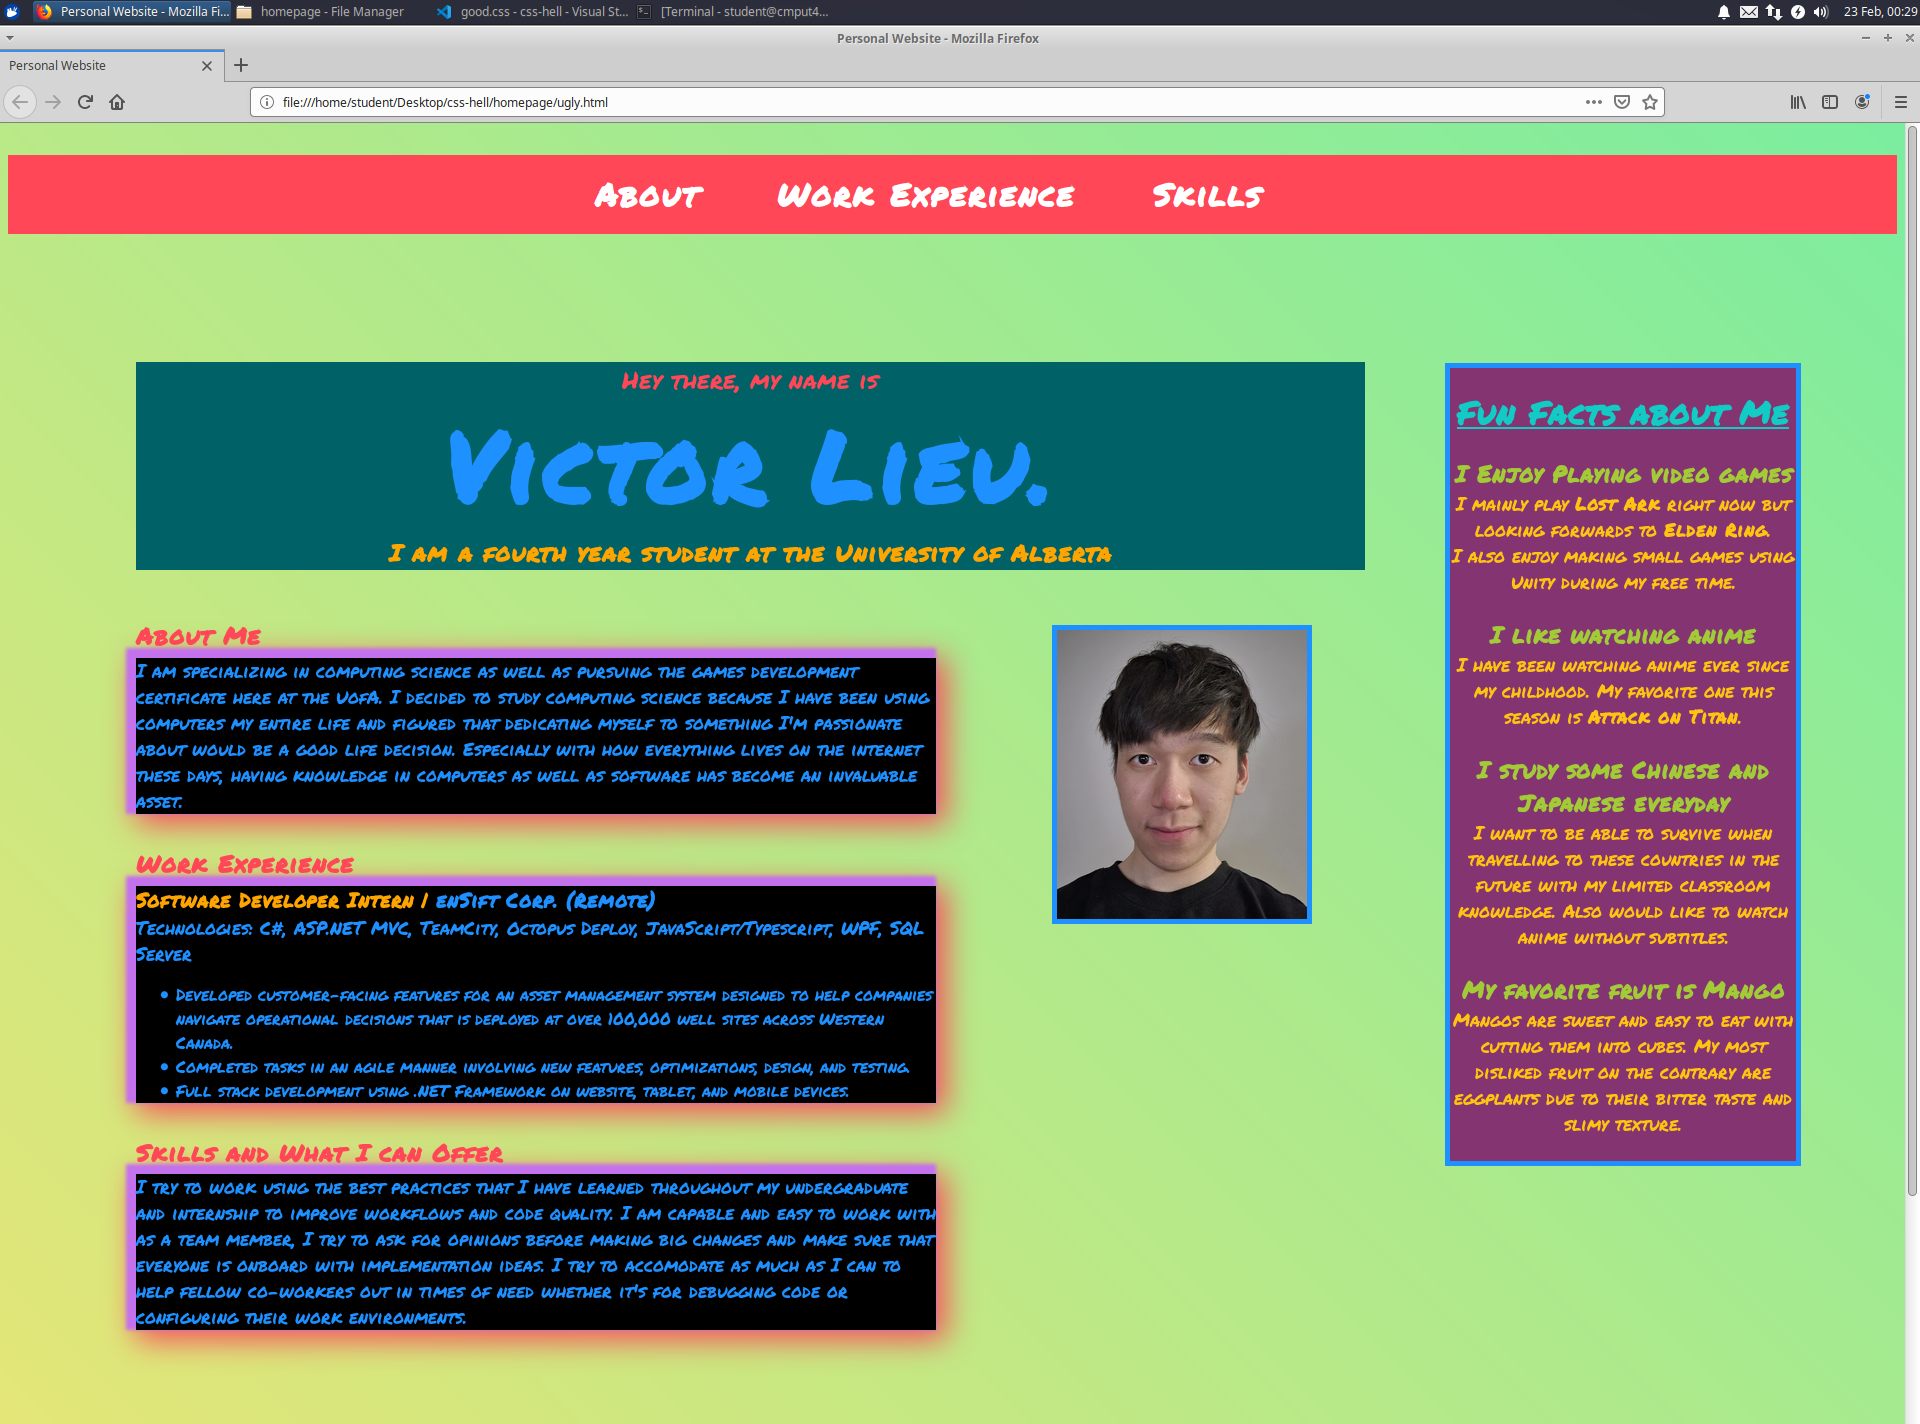 Personal Website - Mozilla Fi...
homepage - File Manager
good.css - css-hell - Visual St...
[Terminal - student@cmput4...
23 Feb, 00:29
Personal Website - Mozilla Firefox
Personal Website
file:///home/student/Desktop/css-hell/homepage/ugly.html
About
Work Experience
Skills
Hey there, my name is
Victor Lieu.
I am a fourth year student at the University of Alberta
About Me
I am specializing in computing science as well as pursuing the games development
certificate here at the UofA. I decided to study computing science because I have been using
computers my entire life and figured that dedicating myself to something I'm passionate
about would be a good life decision. Especially with how everything lives on the internet
these days, having knowledge in computers as well as software has become an invaluable
asset.
Work Experience
Software Developer Intern | enSift Corp. (Remote)
Technologies: C#, ASP.NET MVC, TeamCity, Octopus Deploy, JavaScript/Typescript, WPF, SQL
Server
• Developed customer-facing features for an asset management system designed to help companies
navigate operational decisions that is deployed at over 100,000 well sites across Western
Canada.
• Completed tasks in an agile manner involving new features, optimizations, design, and testing.
• Full stack development using .NET Framework on website, tablet, and mobile devices.
Skills and What I can Offer
I try to work using the best practices that I have learned throughout my undergraduate
and internship to improve workflows and code quality. I am capable and easy to work with
as a team member, I try to ask for opinions before making big changes and make sure that
everyone is onboard with implementation ideas. I try to accomodate as much as I can to
help fellow co-workers out in times of need whether it's for debugging code or
configuring their work environments.
Fun Facts about Me
I Enjoy Playing video games
I mainly play Lost Ark right now but
looking forwards to Elden Ring.
I also enjoy making small games using
Unity during my free time.
I like watching anime
I have been watching anime ever since
my childhood. My favorite one this
season is Attack on Titan.
I study some Chinese and
Japanese everyday
I want to be able to survive when
travelling to these countries in the
future with my limited classroom
knowledge. Also would like to watch
anime without subtitles.
My favorite fruit is Mango
Mangos are sweet and easy to eat with
cutting them into cubes. My most
disliked fruit on the contrary are
eggplants due to their bitter taste and
slimy texture.